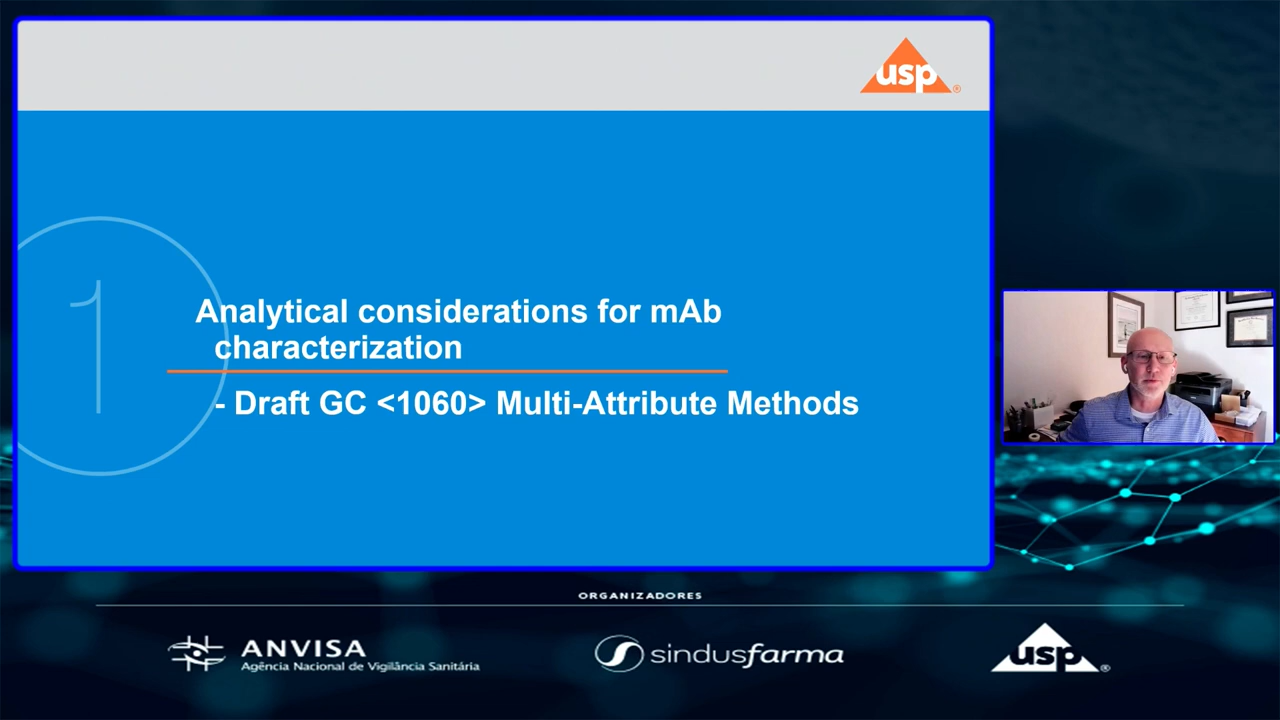 usp
®
1
Analytical considerations for mAb
characterization
- Draft GC <1060> Multi-Attribute Methods
ORGANIZADORES
ANVISA
Agência Nacional de Vigilância Sanitária
sindusfarma
usp
®